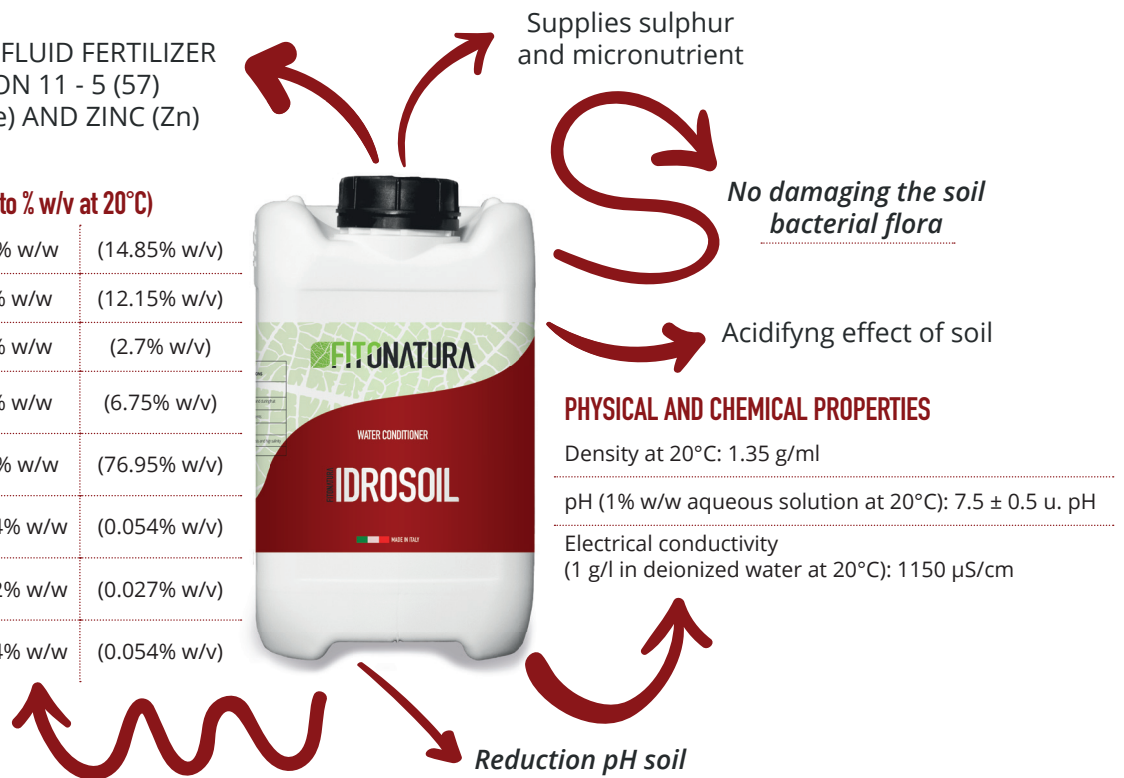 FLUID FERTILIZER
ON 11 - 5 (57)
e) AND ZINC (Zn)
Supplies sulphur
and micronutrient
No damaging the soil
bacterial flora
to % w/v at 20°C)
% w/w (14.85% w/v)
% w/w (12.15% w/v)
% w/w (2.7% w/v)
% w/w (6.75% w/v)
% w/w (76.95% w/v)
4% w/w (0.054% w/v)
2% w/w (0.027% w/v)
4% w/w (0.054% w/v)
FITONATURA
WATER CONDITIONER
IDROSOIL
MADE IN ITALY
Acidifyng effect of soil
PHYSICAL AND CHEMICAL PROPERTIES
Density at 20°C: 1.35 g/ml
pH (1% w/w aqueous solution at 20°C): 7.5 ± 0.5 u. pH
Electrical conductivity
(1 g/l in deionized water at 20°C): 1150 µS/cm
Reduction pH soil